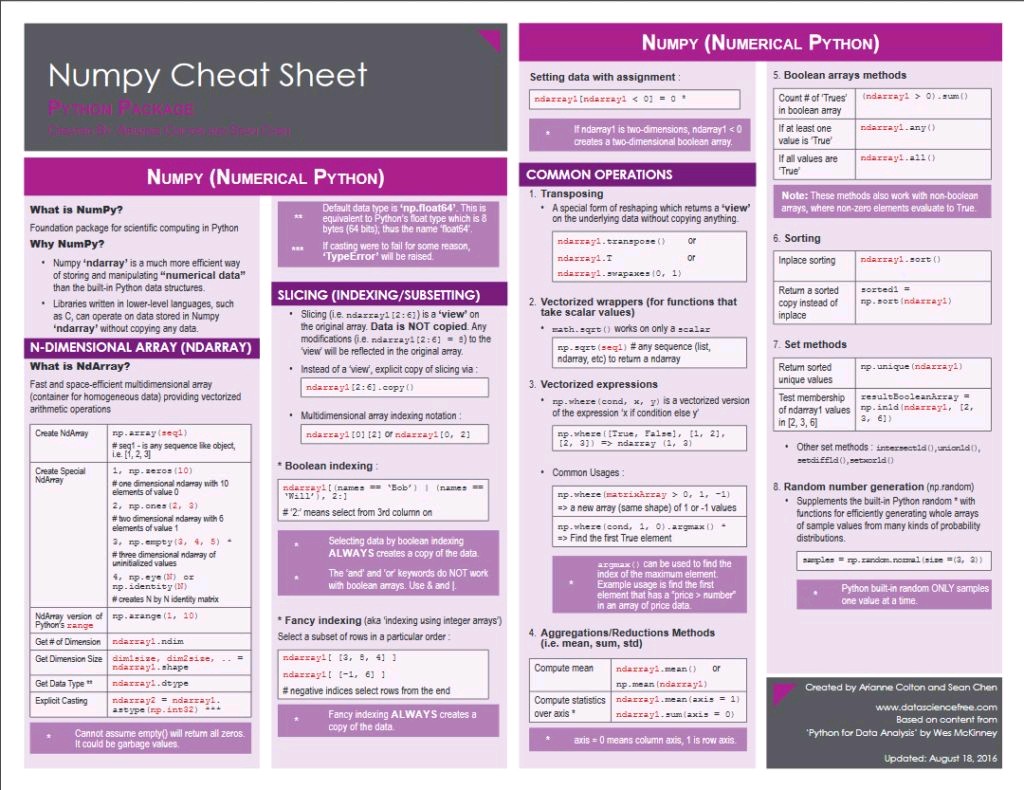 Numpy Cheat Sheet
PYTHON PACKAGE
CREATED BY: ARIANNE COLTON AND SEAN CHEN
NUMPY (NUMERICAL PYTHON)
What is NumPy?
Foundation package for scientific computing in Python
Why NumPy?
• Numpy ‘ndarray’ is a much more efficient way
of storing and manipulating “numerical data”
than the built-in Python data structures.
• Libraries written in lower-level languages, such
as C, can operate on data stored in Numpy
‘ndarray’ without copying any data.
N-DIMENSIONAL ARRAY (NDARRAY)
What is NdArray?
Fast and space-efficient multidimensional array
(container for homogeneous data) providing vectorized
arithmetic operations
Create NdArray
np.array(seq1)
# seq1 - is any sequence like object,
i.e. [1, 2, 3]
Create Special
NdArray
1, np.zeros(10)
# one dimensional ndarray with 10
elements of value 0
2, np.ones(2, 3)
# two dimensional ndarray with 6
elements of value 1
3, np.empty(3, 4, 5) *
# three dimensional ndarray of
uninitialized values
4, np.eye(N) or
np.identity(N)
# creates N by N identity matrix
NdArray version of
Python’s range
np.arange(1, 10)
Get # of Dimension
ndarray1.ndim
Get Dimension Size
dim1size, dim2size, .. =
ndarray1.shape
Get Data Type **
ndarray1.dtype
Explicit Casting
ndarray2 = ndarray1.
astype(np.int32) ***
* Cannot assume empty() will return all zeros.
It could be garbage values.
** Default data type is ‘np.float64’. This is
equivalent to Python’s float type which is 8
bytes (64 bits); thus the name ‘float64’.
*** If casting were to fail for some reason,
‘TypeError’ will be raised.
SLICING (INDEXING/SUBSETTING)
• Slicing (i.e. ndarray1[2:6]) is a ‘view’ on
the original array. Data is NOT copied. Any
modifications (i.e. ndarray1[2:6] = 8) to the
‘view’ will be reflected in the original array.
• Instead of a ‘view’, explicit copy of slicing via :
ndarray1[2:6].copy()
• Multidimensional array indexing notation :
ndarray1[0][2] or ndarray1[0, 2]
* Boolean indexing :
ndarray1[(names == ‘Bob’) | (names ==
‘Will’), 2:]
# ‘2:’ means select from 3rd column on
* Selecting data by boolean indexing
ALWAYS creates a copy of the data.
* The ‘and’ and ‘or’ keywords do NOT work
with boolean arrays. Use & and |.
* Fancy indexing (aka ‘indexing using integer arrays’)
Select a subset of rows in a particular order :
ndarray1[ [3, 8, 4] ]
ndarray1[ [-1, 6] ]
# negative indices select rows from the end
* Fancy indexing ALWAYS creates a
copy of the data.
NUMPY (NUMERICAL PYTHON)
Setting data with assignment :
ndarray1[ndarray1 < 0] = 0 *
* If ndarray1 is two-dimensions, ndarray1 < 0
creates a two-dimensional boolean array.
COMMON OPERATIONS
1. Transposing
• A special form of reshaping which returns a ‘view’
on the underlying data without copying anything.
ndarray1.transpose() or
ndarray1.T or
ndarray1.swapaxes(0, 1)
2. Vectorized wrappers (for functions that
take scalar values)
• math.sqrt() works on only a scalar
np.sqrt(seq1) # any sequence (list,
ndarray, etc) to return a ndarray
3. Vectorized expressions
• np.where(cond, x, y) is a vectorized version
of the expression ‘x if condition else y’
np.where([True, False], [1, 2],
[2, 3]) => ndarray (1, 3)
• Common Usages :
np.where(matrixArray > 0, 1, -1)
=> a new array (same shape) of 1 or -1 values
np.where(cond, 1, 0).argmax() *
=> Find the first True element
* argmax() can be used to find the
index of the maximum element.
Example usage is find the first
element that has a “price > number”
in an array of price data.
4. Aggregations/Reductions Methods
(i.e. mean, sum, std)
Compute mean
ndarray1.mean() or
np.mean(ndarray1)
Compute statistics
over axis *
ndarray1.mean(axis = 1)
ndarray1.sum(axis = 0)
* axis = 0 means column axis, 1 is row axis.
5. Boolean arrays methods
Count # of ‘Trues’
in boolean array
(ndarray1 > 0).sum()
If at least one
value is ‘True’
ndarray1.any()
If all values are
‘True’
ndarray1.all()
Note: These methods also work with non-boolean
arrays, where non-zero elements evaluate to True.
6. Sorting
Inplace sorting
ndarray1.sort()
Return a sorted
copy instead of
inplace
sorted1 =
np.sort(ndarray1)
7. Set methods
Return sorted
unique values
np.unique(ndarray1)
Test membership
of ndarray1 values
in [2, 3, 6]
resultBooleanArray =
np.in1d(ndarray1, [2,
3, 6])
• Other set methods : intersect1d(),union1d(),
setdiff1d(),setxor1d()
8. Random number generation (np.random)
• Supplements the built-in Python random * with
functions for efficiently generating whole arrays
of sample values from many kinds of probability
distributions.
samples = np.random.normal(size =(3, 3))
* Python built-in random ONLY samples
one value at a time.
Created by Arianne Colton and Sean Chen
www.datasciencefree.com
Based on content from
‘Python for Data Analysis’ by Wes McKinney
Updated: August 18, 2016